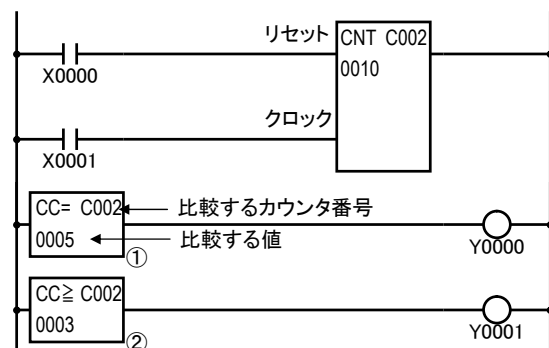 リセット
CNT C002
0010
X0000
クロック
X0001
CC= C002
比較するカウンタ番号
0005
比較する値
①
Y0000
CC≧ C002
0003
②
Y0001